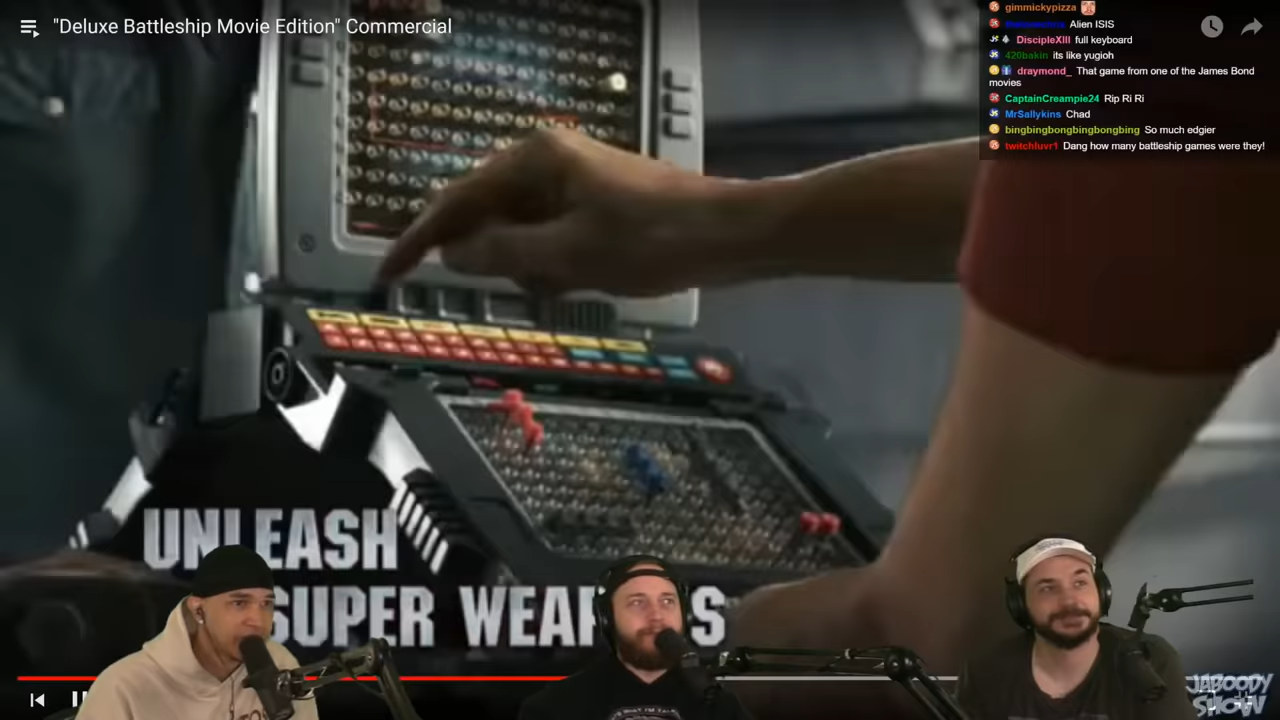 "Deluxe Battleship Movie Edition" Commercial
gimmickypizza
Alien ISIS
DiscipleXIII full keyboard
420bakin its like yugioh
draymond_ That game from one of the James Bond
movies
CaptainCreampie24 Rip Ri Ri
MrSallykins Chad
bingbingbongbingbongbing So much edgier
twitchluvr1 Dang how many battleship games were they!
UNLEASH
SUPER WEAPONS
JABOODY
SHOW